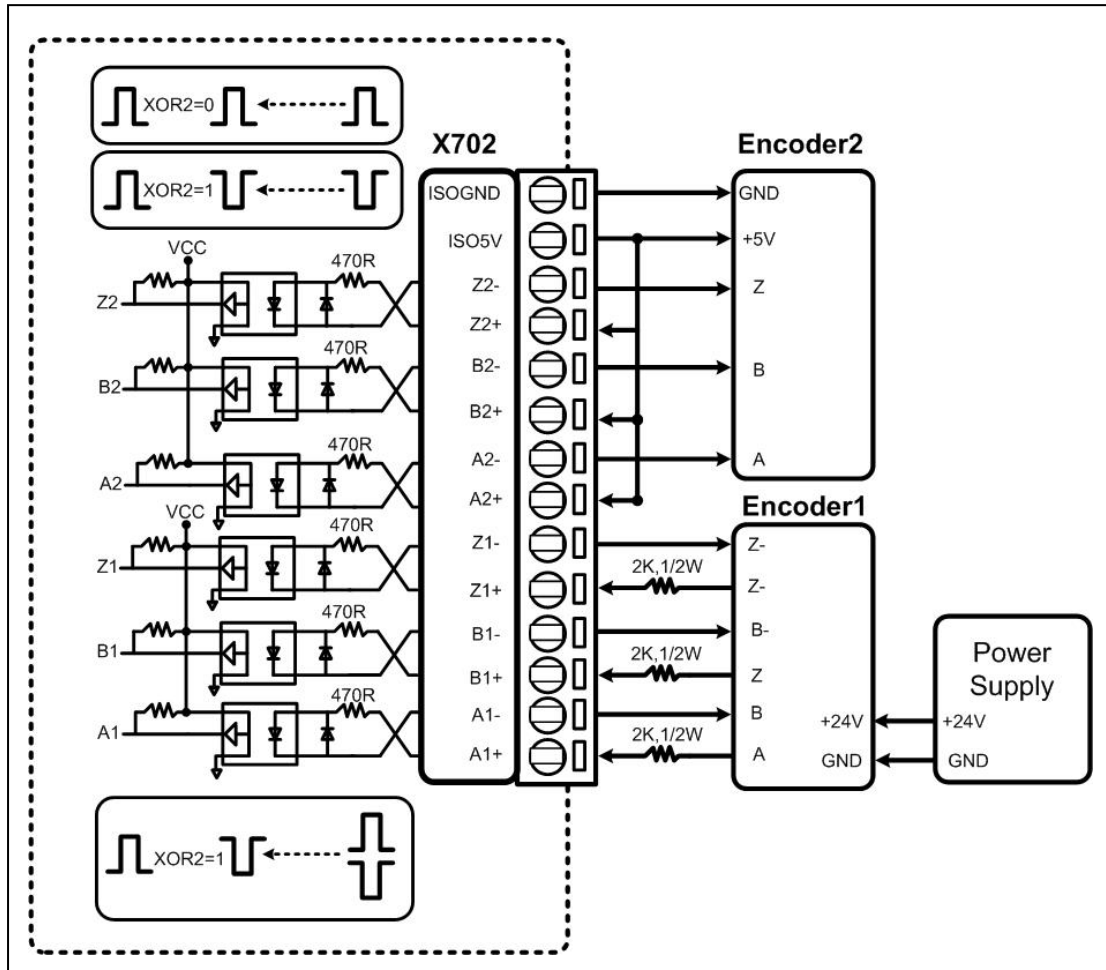 XOR2=0
XOR2=1
X702
Encoder2
ISOGND
GND
ISO5V
+5V
VCC
470R
Z2
Z2-
Z
Z2+
470R
B2
B2-
B
B2+
470R
A2
A2-
A
A2+
VCC
Encoder1
470R
Z1
Z1-
Z-
Z1+
2K,1/2W
Z-
470R
B1
B1-
B-
B1+
2K,1/2W
Z
470R
A1
A1-
B
A1+
2K,1/2W
A
+24V
GND
Power
Supply
+24V
GND
XOR2=1